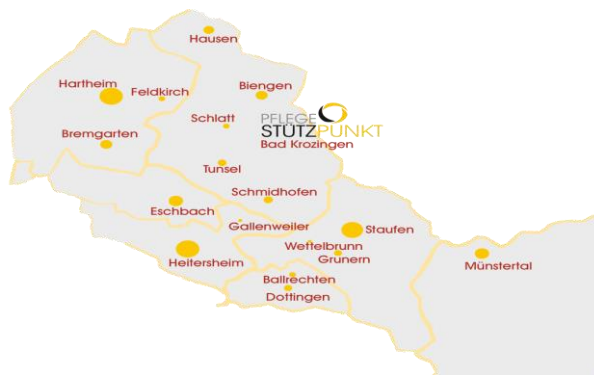 Hausen
Hartheim
Feldkirch
Biengen
Schlatt
PFLEGE
STÜTZPUNKT
Bad Krozingen
Bremgarten
Tunsel
Schmidhofen
Eschbach
Gallenweiler
Staufen
Wettelbrunn
Grunern
Heitersheim
Münstertal
Ballrechten
Dottingen